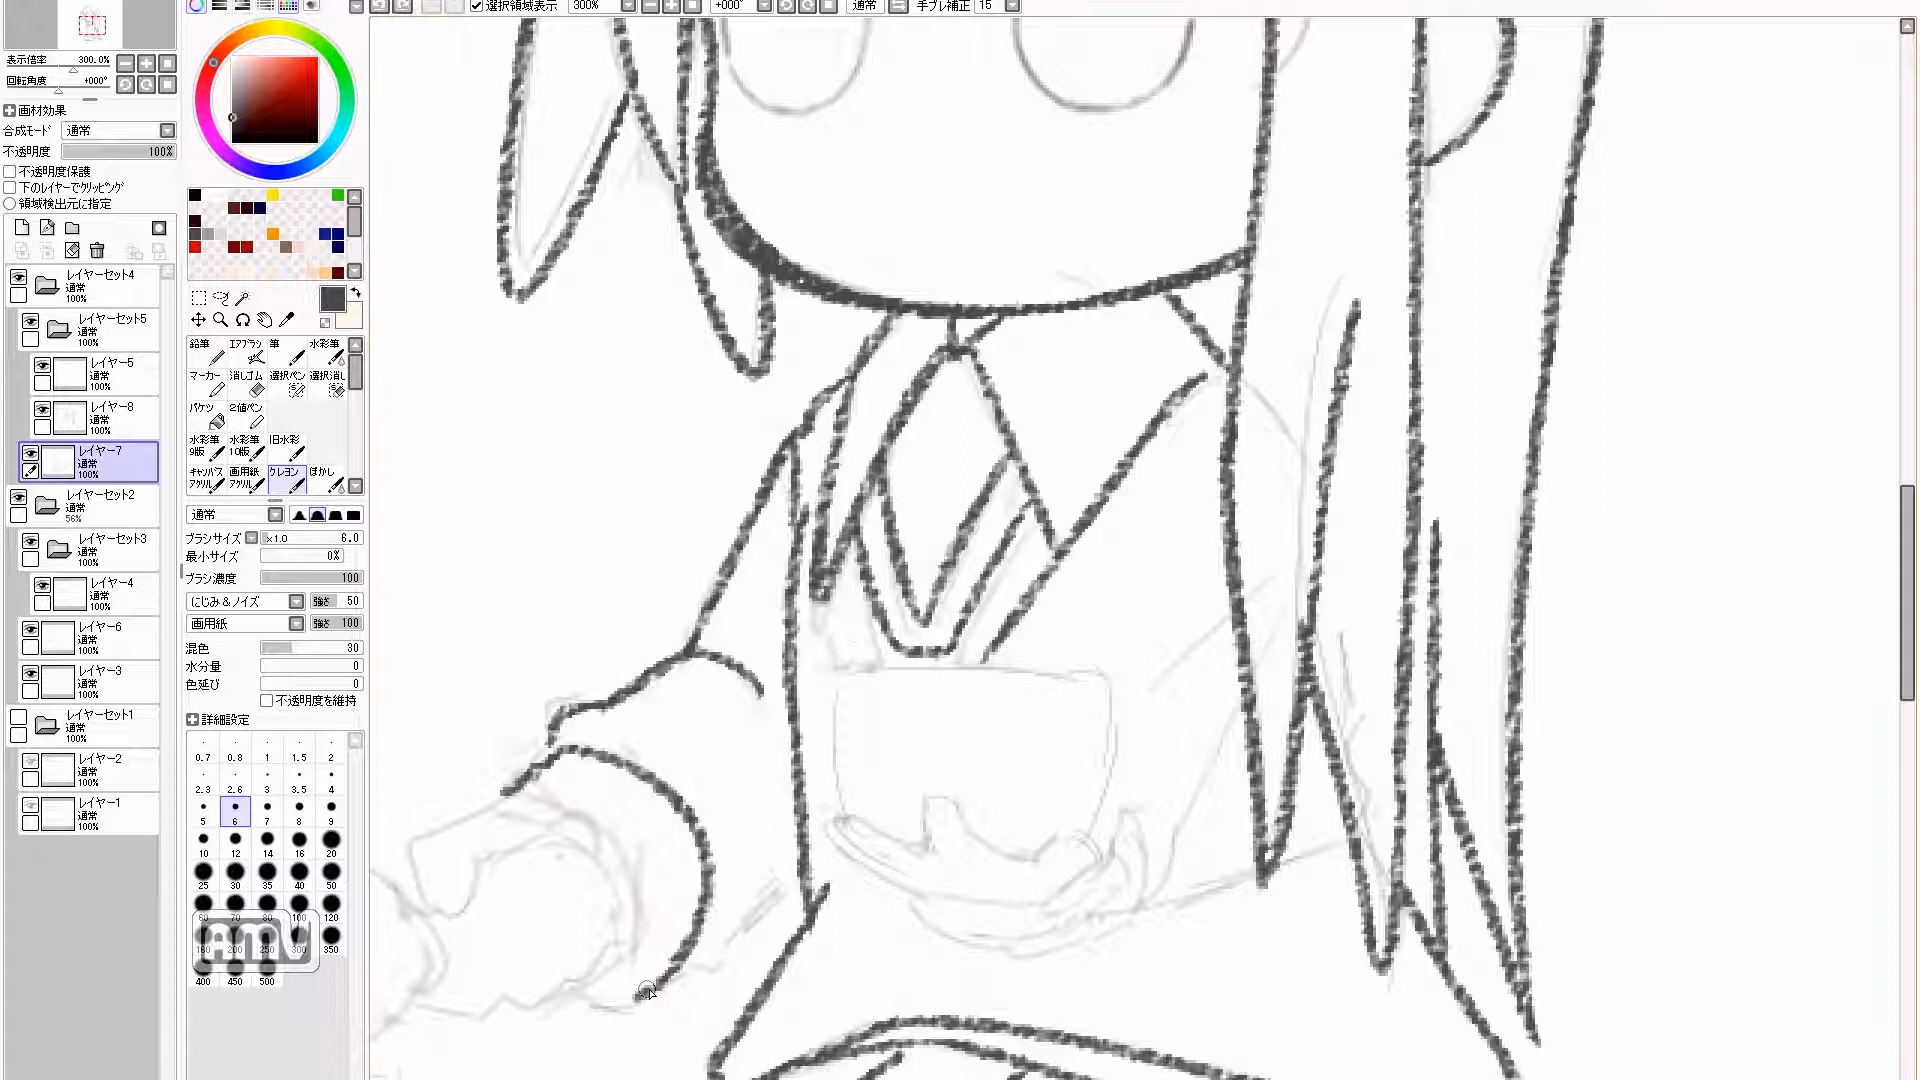 選択領域表示 300% +000° 通常 手ブレ補正 15
表示倍率 300.0%
回転角度 +000°
画材効果
合成ﾓｰﾄﾞ 通常
不透明度 100%
不透明度保護
下のﾚｲﾔｰでｸﾘｯﾋﾟﾝｸﾞ
領域検出元に指定
レイヤーセット4
通常
100%
レイヤーセット5
通常
100%
レイヤー5
通常
100%
レイヤー8
通常
100%
レイヤー7
通常
100%
レイヤーセット2
通常
56%
レイヤーセット3
通常
100%
レイヤー4
通常
100%
レイヤー6
通常
100%
レイヤー3
通常
100%
レイヤーセット1
通常
100%
レイヤー2
通常
100%
レイヤー1
通常
100%
鉛筆 ｴｱﾌﾞﾗｼ 筆 水彩筆
マーカー 消しゴム 選択ペン 選択消し
バケツ 2値ペン
水彩筆 水彩筆 旧水彩
9版 10版
ｷｬﾝﾊﾞｽ 画用紙 クレヨン ぼかし
ｱｸﾘﾙ ｱｸﾘﾙ
通常
ブラシサイズ ×1.0 6.0
最小サイズ 0%
ブラシ濃度 100
にじみ＆ノイズ 強さ 50
画用紙 強さ 100
混色 30
水分量 0
色延び 0
不透明度を維持
詳細設定
0.7 0.8 1 1.5 2
2.3 2.6 3 3.5 4
5 6 7 8 9
10 12 14 16 20
25 30 35 40 50
60 70 80 100 120
160 200 250 300 350
400 450 500
AMV